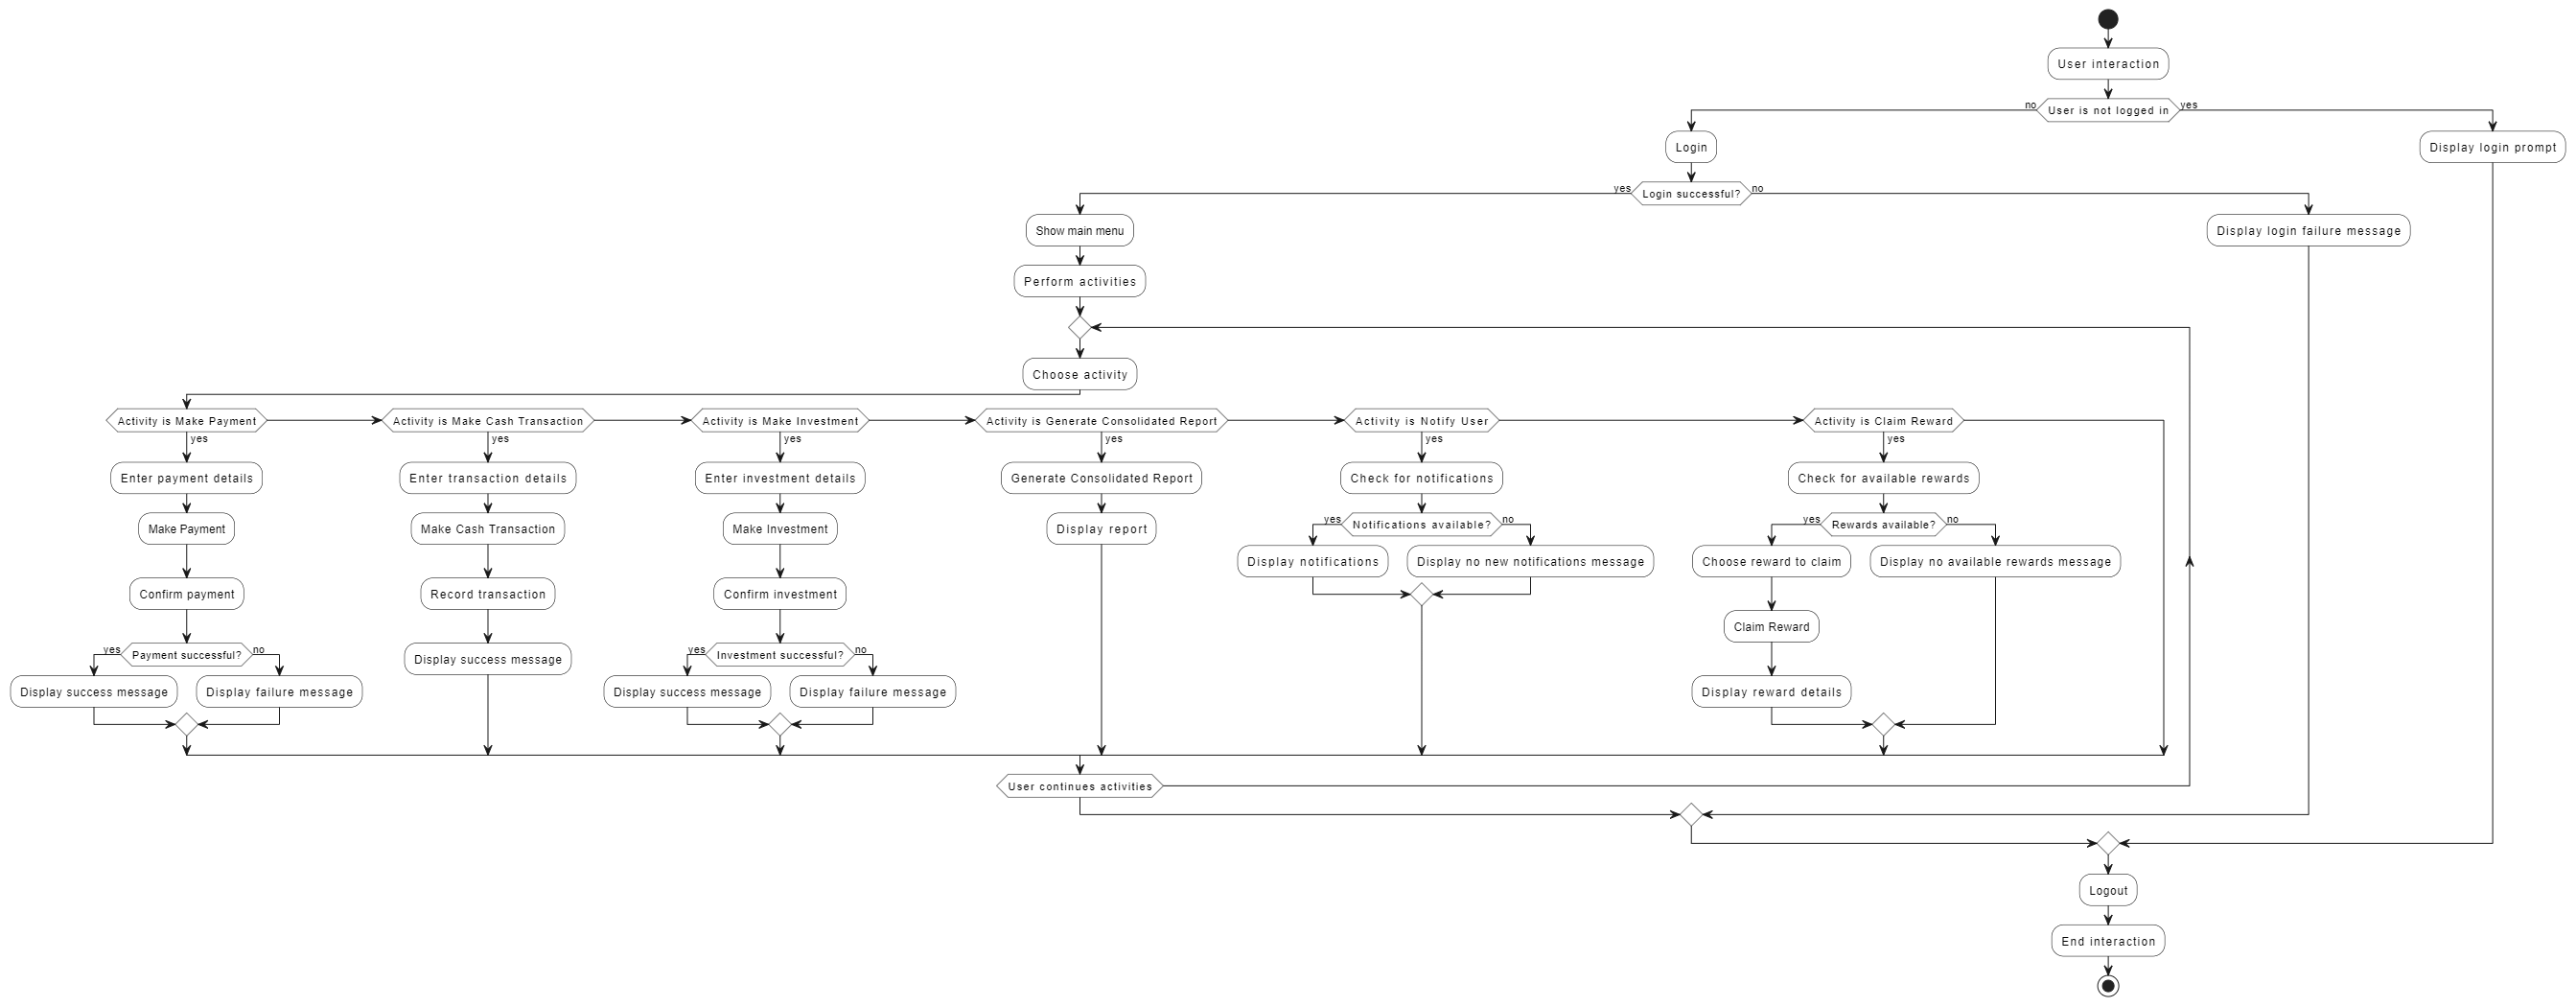 User interaction
no
User is not logged in
yes
Login
Display login prompt
yes
Login successful?
no
Show main menu
Display login failure message
Perform activities
Choose activity
Activity is Make Payment
Activity is Make Cash Transaction
Activity is Make Investment
Activity is Generate Consolidated Report
Activity is Notify User
Activity is Claim Reward
yes
yes
yes
yes
yes
yes
Enter payment details
Enter transaction details
Enter investment details
Generate Consolidated Report
Check for notifications
Check for available rewards
Make Payment
Make Cash Transaction
Make Investment
Display report
yes
Notifications available?
no
yes
Rewards available?
no
Display notifications
Display no new notifications message
Choose reward to claim
Display no available rewards message
Confirm payment
Record transaction
Confirm investment
Claim Reward
yes
Payment successful?
no
Display success message
yes
Investment successful?
no
Display success message
Display failure message
Display success message
Display failure message
Display reward details
User continues activities
Logout
End interaction